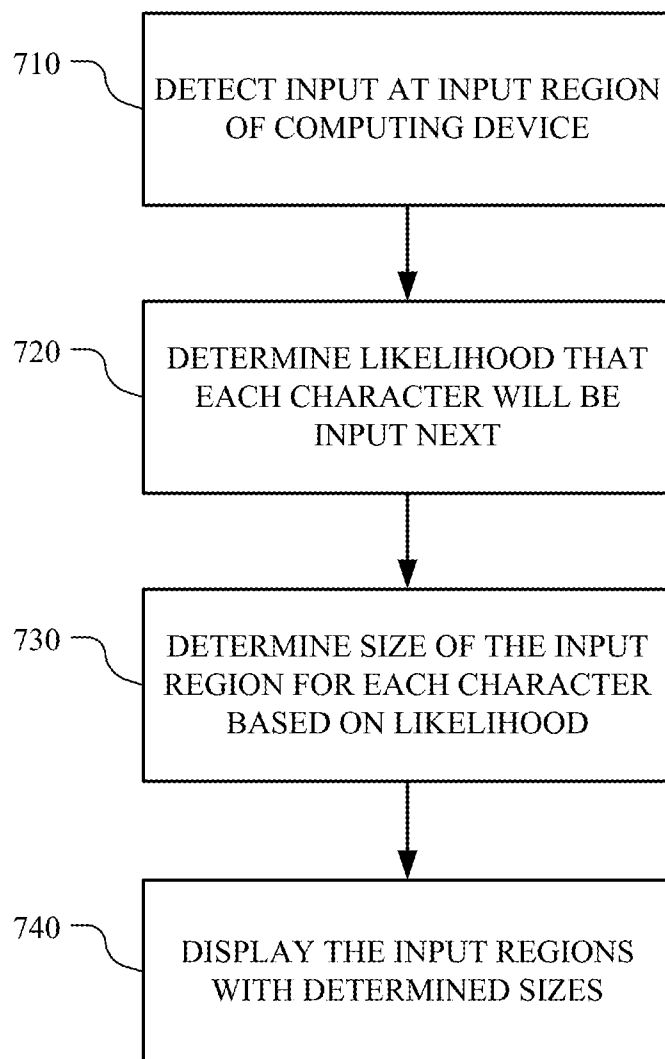 710
DETECT INPUT AT INPUT REGION
OF COMPUTING DEVICE
720
DETERMINE LIKELIHOOD THAT
EACH CHARACTER WILL BE
INPUT NEXT
730
DETERMINE SIZE OF THE INPUT
REGION FOR EACH CHARACTER
BASED ON LIKELIHOOD
740
DISPLAY THE INPUT REGIONS
WITH DETERMINED SIZES